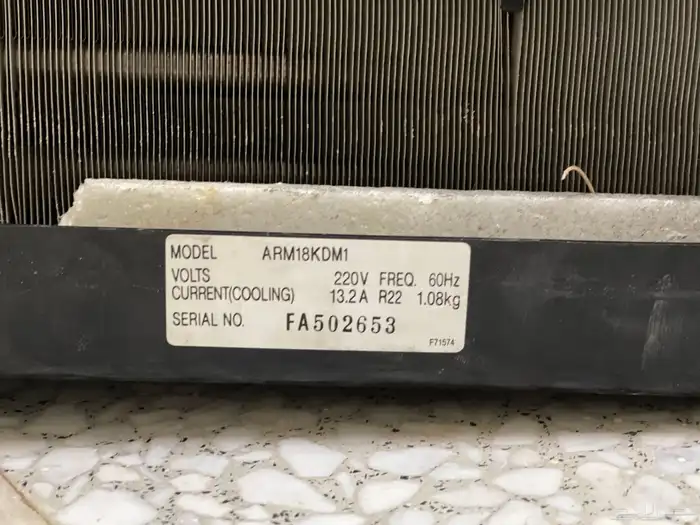 MODEL ARM18KDM1
VOLTS 220V FREQ. 60Hz
CURRENT(COOLING) 13.2A R22 1.08kg
SERIAL NO. FA502653
F71574